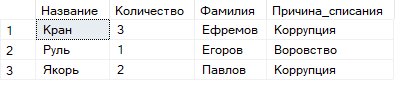 Название Количество Фамилия Причина_списания
1 Кран 3 Ефремов Коррупция
2 Руль 1 Егоров Воровство
3 Якорь 2 Павлов Коррупция